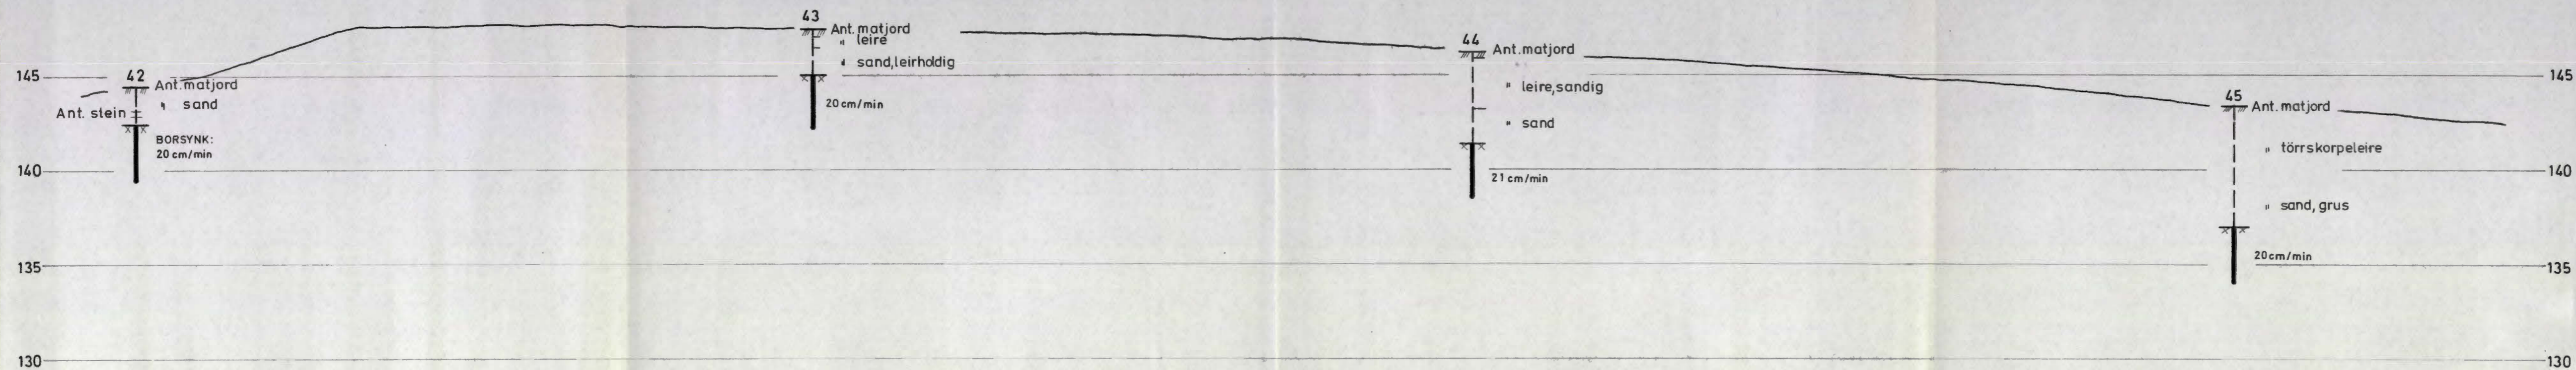 42
Ant. matjord
" sand
Ant. stein
BORSYNK:
20 cm/min
43
Ant. matjord
" leire
" sand, leirholdig
20 cm/min
44
Ant. matjord
" leire, sandig
" sand
21 cm/min
45
Ant. matjord
" törrskorpeleire
" sand, grus
20 cm/min
145
140
135
130
145
140
135
130